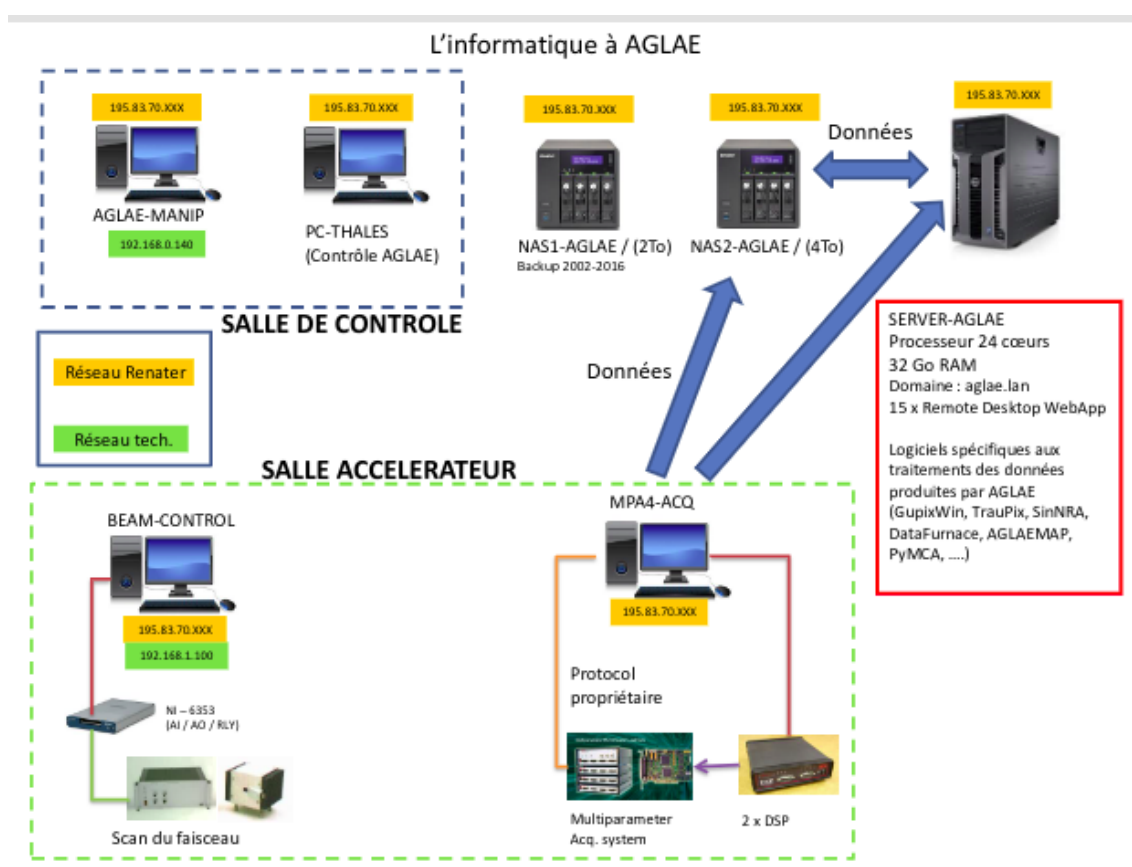 L'informatique à AGLAE
195.83.70.XXX
195.83.70.XXX
195.83.70.XXX
195.83.70.XXX
195.83.70.XXX
Données
AGLAE-MANIP
192.168.0.140
PC-THALES
(Contrôle AGLAE)
NAS1-AGLAE / (2To)
Backup 2002-2016
NAS2-AGLAE / (4To)
SALLE DE CONTROLE
Réseau Renater
Réseau tech.
Données
SERVER-AGLAE
Processeur 24 cœurs
32 Go RAM
Domaine : aglae.lan
15 x Remote Desktop WebApp
Logiciels spécifiques aux
traitements des données
produites par AGLAE
(GupixWin, TrauPix, SinNRA,
DataFurnace, AGLAEMAP,
PyMCA, ....)
SALLE ACCELERATEUR
BEAM-CONTROL
195.83.70.XXX
192.168.1.100
NI – 6353
(AI / AO / RLY)
Scan du faisceau
MPA4-ACQ
195.83.70.XXX
Protocol
propriétaire
Multiparameter
Acq. system
2 x DSP